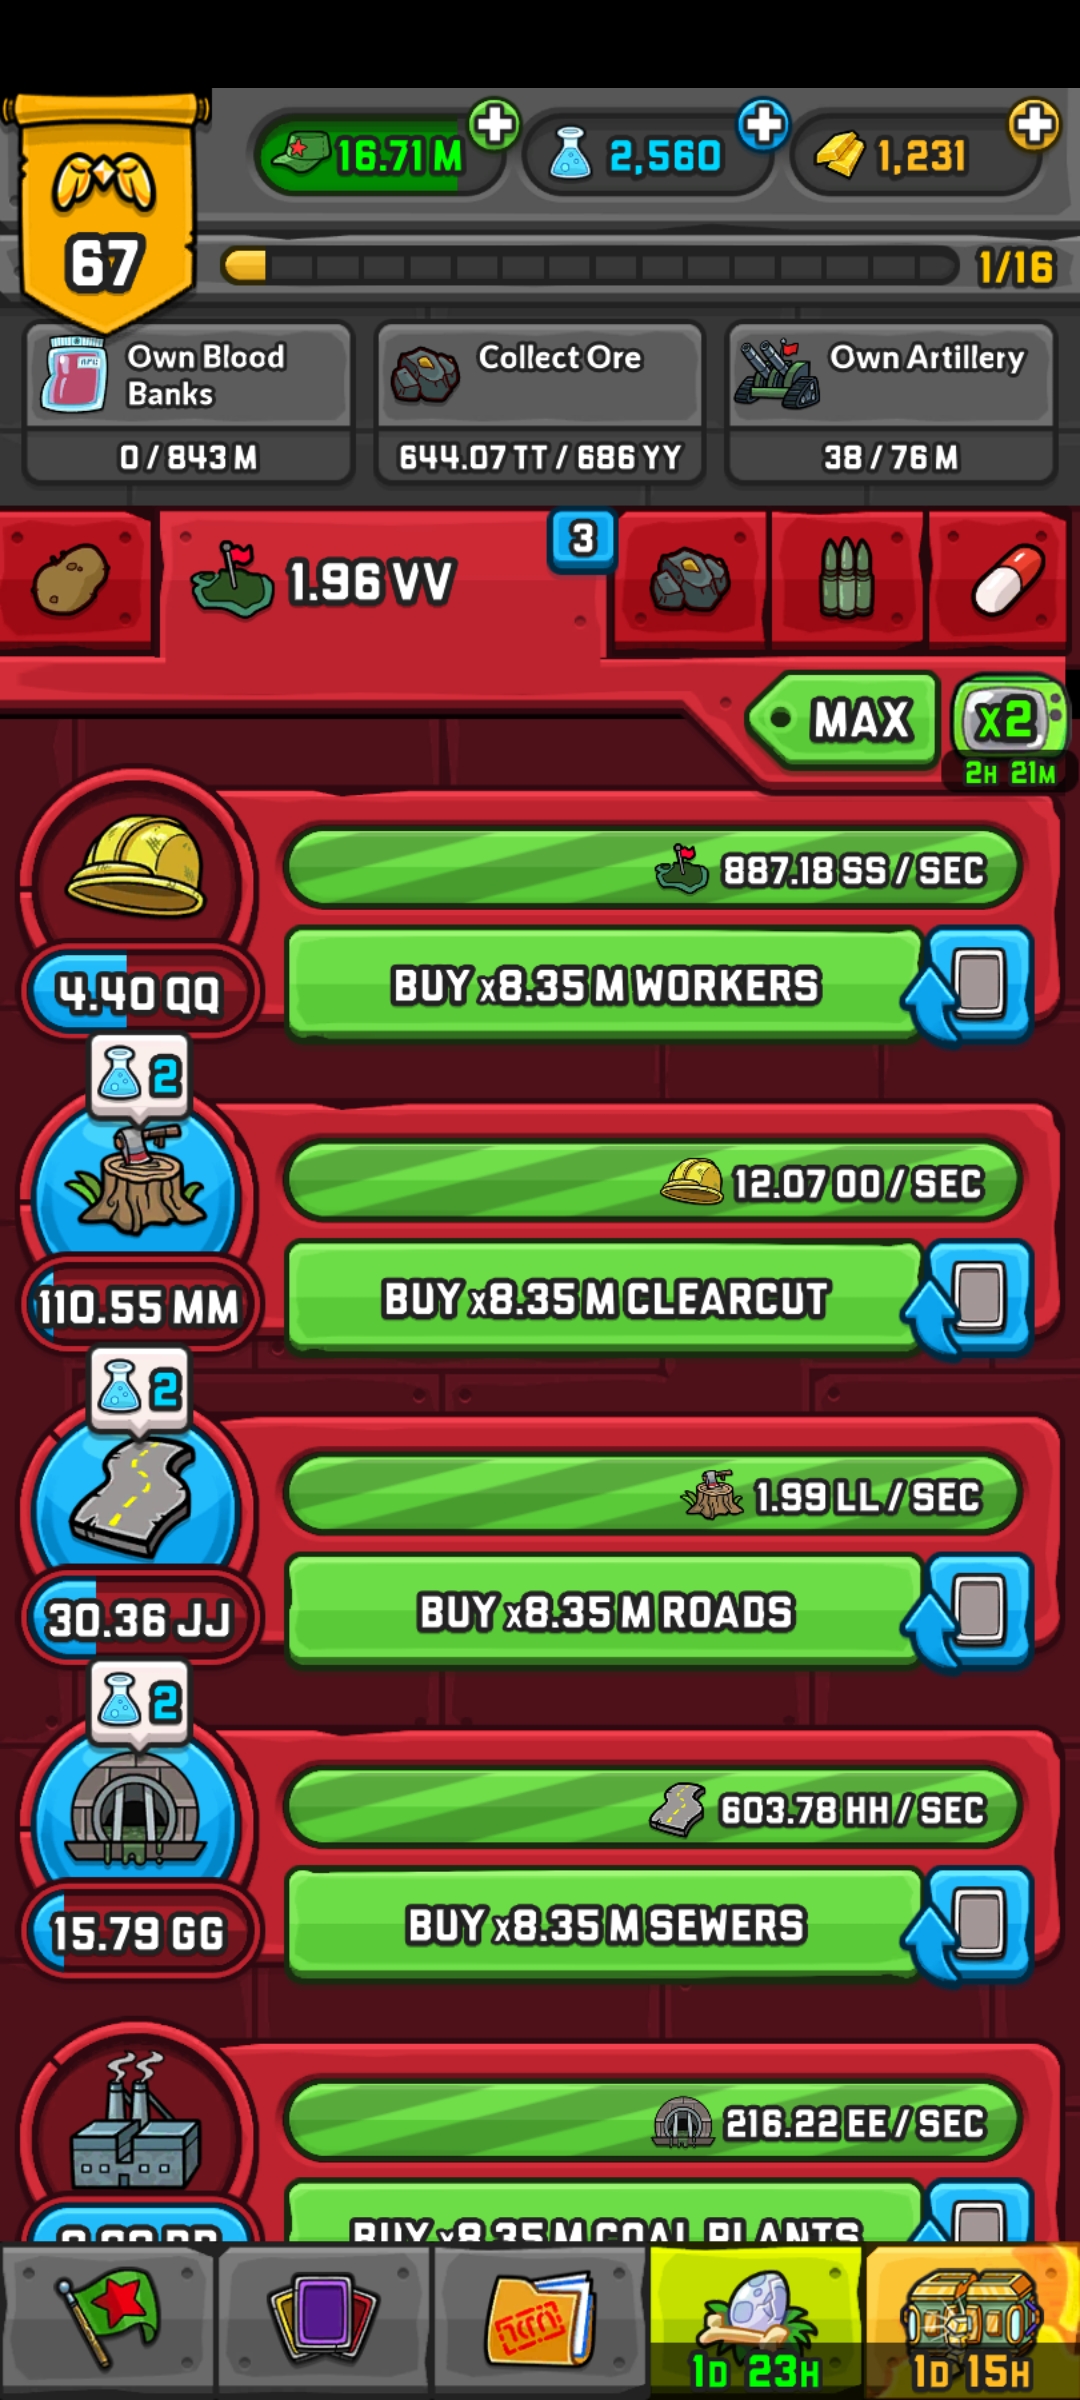 16.71 M
2,560
1,231
67
1/16
Own Blood
Banks
Collect Ore
Own Artillery
0 / 843 M
644.07 TT / 686 YY
38 / 76 M
1.96 VV
3
MAX
x2
2H 21M
887.18 SS / SEC
BUY x8.35 M WORKERS
4.40 QQ
2
12.07 OO / SEC
BUY x8.35 M CLEARCUT
110.55 MM
2
1.99 LL / SEC
BUY x8.35 M ROADS
30.36 JJ
2
603.78 HH / SEC
BUY x8.35 M SEWERS
15.79 GG
216.22 EE / SEC
BUY x8.35 M COAL PLANTS
1D 23H
1D 15H